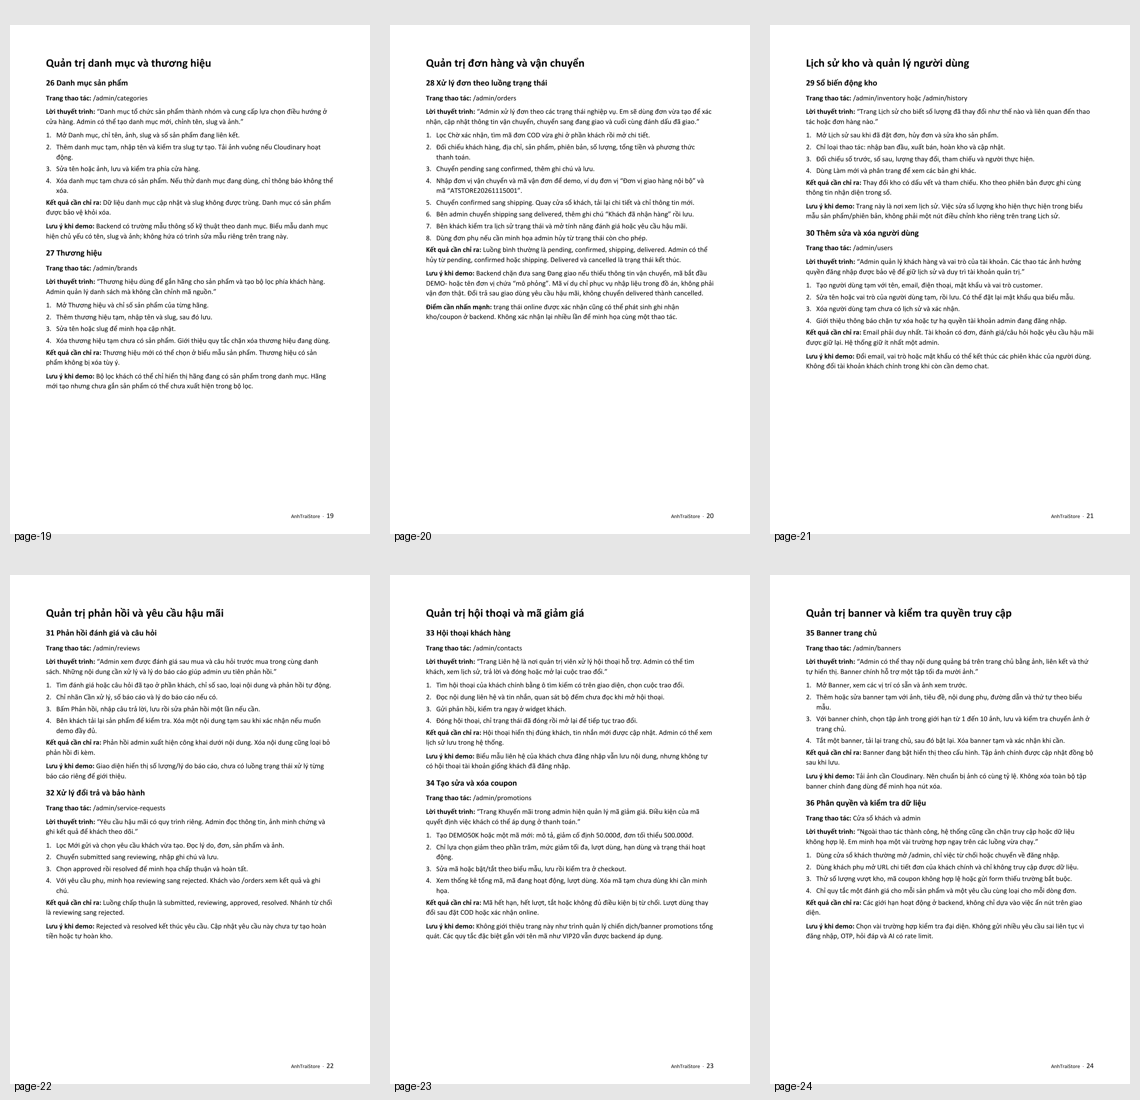 Quản trị danh mục và thương hiệu
26 Danh mục sản phẩm
Trang thao tác: /admin/categories
Lời thuyết trình: “Danh mục tổ chức sản phẩm thành nhóm và cung cấp lựa chọn điều hướng ở
cửa hàng. Admin có thể tạo danh mục mới, chỉnh tên, slug và ảnh.”
1. Mở Danh mục, chỉ tên, ảnh, slug và số sản phẩm đang liên kết.
2. Thêm danh mục tạm, nhập tên và kiểm tra slug tự tạo. Tải ảnh vuông nếu Cloudinary hoạt
động.
3. Sửa tên hoặc ảnh, lưu và kiểm tra phía cửa hàng.
4. Xóa danh mục tạm chưa có sản phẩm. Nếu thử danh mục đang dùng, chỉ thông báo không thể
xóa.
Kết quả cần chỉ ra: Dữ liệu danh mục cập nhật và slug không được trùng. Danh mục có sản phẩm
được bảo vệ khỏi xóa.
Lưu ý khi demo: Backend có trường mẫu thông số kỹ thuật theo danh mục. Biểu mẫu danh mục
hiện chủ yếu có tên, slug và ảnh; không hứa có trình sửa mẫu riêng trên trang này.
27 Thương hiệu
Trang thao tác: /admin/brands
Lời thuyết trình: “Thương hiệu dùng để gắn hãng cho sản phẩm và tạo bộ lọc phía khách hàng.
Admin quản lý danh sách mà không cần chỉnh mã nguồn.”
1. Mở Thương hiệu và chỉ số sản phẩm của từng hãng.
2. Thêm thương hiệu tạm, nhập tên và slug, sau đó lưu.
3. Sửa tên hoặc slug để minh họa cập nhật.
4. Xóa thương hiệu tạm chưa có sản phẩm. Giới thiệu quy tắc chặn xóa thương hiệu đang dùng.
Kết quả cần chỉ ra: Thương hiệu mới có thể chọn ở biểu mẫu sản phẩm. Thương hiệu có sản
phẩm không bị xóa tùy ý.
Lưu ý khi demo: Bộ lọc khách có thể chỉ hiển thị hãng đang có sản phẩm trong danh mục. Hãng
mới tạo nhưng chưa gắn sản phẩm có thể chưa xuất hiện trong bộ lọc.
AnhTraiStore · 19
page-19
Quản trị đơn hàng và vận chuyển
28 Xử lý đơn theo luồng trạng thái
Trang thao tác: /admin/orders
Lời thuyết trình: “Admin xử lý đơn theo các trạng thái nghiệp vụ. Em sẽ dùng đơn vừa tạo để xác
nhận, cập nhật thông tin vận chuyển, chuyển sang đang giao và cuối cùng đánh dấu đã giao.”
1. Lọc Chờ xác nhận, tìm mã đơn COD vừa ghi ở phần khách rồi mở chi tiết.
2. Đối chiếu khách hàng, địa chỉ, sản phẩm, phiên bản, số lượng, tổng tiền và phương thức
thanh toán.
3. Chuyển pending sang confirmed, thêm ghi chú và lưu.
4. Nhập đơn vị vận chuyển và mã vận đơn để demo, ví dụ đơn vị “Đơn vị giao hàng nội bộ” và
mã “ATSTORE20261115001”.
5. Chuyển confirmed sang shipping. Quay cửa sổ khách, tải lại chi tiết và chỉ thông tin mới.
6. Bên admin chuyển shipping sang delivered, thêm ghi chú “Khách đã nhận hàng” rồi lưu.
7. Bên khách kiểm tra lại trạng thái và mở tính năng đánh giá hoặc yêu cầu hậu mãi.
8. Dùng đơn phụ nếu cần minh họa admin hủy từ trạng thái còn cho phép.
Kết quả cần chỉ ra: Luồng bình thường là pending, confirmed, shipping, delivered. Admin có thể
hủy từ pending, confirmed hoặc shipping. Delivered và cancelled là trạng thái kết thúc.
Lưu ý khi demo: Backend chặn đưa sang Đang giao nếu thiếu thông tin vận chuyển, mã bắt đầu
DEMO- hoặc tên đơn vị chứa “mô phỏng”. Mã ví dụ chỉ phục vụ nhập liệu trong đồ án, không phải
vận đơn thật. Đổi trả sau giao dùng yêu cầu hậu mãi, không chuyển delivered thành cancelled.
Điểm cần nhấn mạnh: trạng thái online được xác nhận cũng có thể phát sinh ghi nhận
kho/coupon ở backend. Không xác nhận lại nhiều lần để minh họa cùng một thao tác.
AnhTraiStore · 20
page-20
Lịch sử kho và quản lý người dùng
29 Sổ biến động kho
Trang thao tác: /admin/inventory hoặc /admin/history
Lời thuyết trình: “Trang Lịch sử cho biết số lượng đã thay đổi như thế nào và liên quan đến thao
tác hoặc đơn hàng nào.”
1. Mở Lịch sử sau khi đã đặt đơn, hủy đơn và sửa kho sản phẩm.
2. Chỉ loại thao tác: nhập ban đầu, xuất bán, hoàn kho và cập nhật.
3. Đối chiếu số trước, số sau, lượng thay đổi, tham chiếu và người thực hiện.
4. Dùng Làm mới và phân trang để xem các bản ghi khác.
Kết quả cần chỉ ra: Thay đổi kho có dấu vết và tham chiếu. Kho theo phiên bản được ghi cùng
thông tin nhận diện trong sổ.
Lưu ý khi demo: Trang này là nơi xem lịch sử. Việc sửa số lượng kho hiện thực hiện trong biểu
mẫu sản phẩm/phiên bản, không phải một nút điều chỉnh kho riêng trên trang Lịch sử.
30 Thêm sửa và xóa người dùng
Trang thao tác: /admin/users
Lời thuyết trình: “Admin quản lý khách hàng và vai trò của tài khoản. Các thao tác ảnh hưởng
quyền đăng nhập được bảo vệ để giữ lịch sử và duy trì tài khoản quản trị.”
1. Tạo người dùng tạm với tên, email, điện thoại, mật khẩu và vai trò customer.
2. Sửa tên hoặc vai trò của người dùng tạm, rồi lưu. Có thể đặt lại mật khẩu qua biểu mẫu.
3. Xóa người dùng tạm chưa có lịch sử và xác nhận.
4. Giới thiệu thông báo chặn tự xóa hoặc tự hạ quyền tài khoản admin đang đăng nhập.
Kết quả cần chỉ ra: Email phải duy nhất. Tài khoản có đơn, đánh giá/câu hỏi hoặc yêu cầu hậu mãi
được giữ lại. Hệ thống giữ ít nhất một admin.
Lưu ý khi demo: Đổi email, vai trò hoặc mật khẩu có thể kết thúc các phiên khác của người dùng.
Không đổi tài khoản khách chính trong khi còn cần demo chat.
AnhTraiStore · 21
page-21
Quản trị phản hồi và yêu cầu hậu mãi
31 Phản hồi đánh giá và câu hỏi
Trang thao tác: /admin/reviews
Lời thuyết trình: “Admin xem được đánh giá sau mua và câu hỏi trước mua trong cùng danh
sách. Những nội dung cần xử lý và lý do báo cáo giúp admin ưu tiên phản hồi.”
1. Tìm đánh giá hoặc câu hỏi đã tạo ở phần khách, chỉ số sao, loại nội dung và phản hồi tự động.
2. Chỉ nhãn Cần xử lý, số báo cáo và lý do báo cáo nếu có.
3. Bấm Phản hồi, nhập câu trả lời, lưu rồi sửa phản hồi một lần nếu cần.
4. Bên khách tải lại sản phẩm để kiểm tra. Xóa một nội dung tạm sau khi xác nhận nếu muốn
demo đầy đủ.
Kết quả cần chỉ ra: Phản hồi admin xuất hiện công khai dưới nội dung. Xóa nội dung cũng loại bỏ
phản hồi đi kèm.
Lưu ý khi demo: Giao diện hiển thị số lượng/lý do báo cáo, chưa có luồng trạng thái xử lý từng
báo cáo riêng để giới thiệu.
32 Xử lý đổi trả và bảo hành
Trang thao tác: /admin/service-requests
Lời thuyết trình: “Yêu cầu hậu mãi có quy trình riêng. Admin đọc thông tin, ảnh minh chứng và
ghi kết quả để khách theo dõi.”
1. Lọc Mới gửi và chọn yêu cầu khách vừa tạo. Đọc lý do, đơn, sản phẩm và ảnh.
2. Chuyển submitted sang reviewing, nhập ghi chú và lưu.
3. Chọn approved rồi resolved để minh họa chấp thuận và hoàn tất.
4. Với yêu cầu phụ, minh họa reviewing sang rejected. Khách vào /orders xem kết quả và ghi
chú.
Kết quả cần chỉ ra: Luồng chấp thuận là submitted, reviewing, approved, resolved. Nhánh từ chối
là reviewing sang rejected.
Lưu ý khi demo: Rejected và resolved kết thúc yêu cầu. Cập nhật yêu cầu này chưa tự tạo hoàn
tiền hoặc tự hoàn kho.
AnhTraiStore · 22
page-22
Quản trị hội thoại và mã giảm giá
33 Hội thoại khách hàng
Trang thao tác: /admin/contacts
Lời thuyết trình: “Trang Liên hệ là nơi quản trị viên xử lý hội thoại hỗ trợ. Admin có thể tìm
khách, xem lịch sử, trả lời và đóng hoặc mở lại cuộc trao đổi.”
1. Tìm hội thoại của khách chính bằng ô tìm kiếm có trên giao diện, chọn cuộc trao đổi.
2. Đọc nội dung liên hệ và tin nhắn, quan sát bộ đếm chưa đọc khi mở hội thoại.
3. Gửi phản hồi, kiểm tra ngay ở widget khách.
4. Đóng hội thoại, chỉ trạng thái đã đóng rồi mở lại để tiếp tục trao đổi.
Kết quả cần chỉ ra: Hội thoại hiển thị đúng khách, tin nhắn mới được cập nhật. Admin có thể xem
lịch sử lưu trong hệ thống.
Lưu ý khi demo: Biểu mẫu liên hệ của khách chưa đăng nhập vẫn lưu nội dung, nhưng không tự
có hội thoại tài khoản giống khách đã đăng nhập.
34 Tạo sửa và xóa coupon
Trang thao tác: /admin/promotions
Lời thuyết trình: “Trang Khuyến mãi trong admin hiện quản lý mã giảm giá. Điều kiện của mã
quyết định việc khách có thể áp dụng ở thanh toán.”
1. Tạo DEMO50K hoặc một mã mới: mô tả, giảm cố định 50.000đ, đơn tối thiểu 500.000đ.
2. Chỉ lựa chọn giảm theo phần trăm, mức giảm tối đa, lượt dùng, hạn dùng và trạng thái hoạt
động.
3. Sửa mã hoặc bật/tắt theo biểu mẫu, lưu rồi kiểm tra ở checkout.
4. Xem thống kê tổng mã, mã đang hoạt động, lượt dùng. Xóa mã tạm chưa dùng khi cần minh
họa.
Kết quả cần chỉ ra: Mã hết hạn, hết lượt, tắt hoặc không đủ điều kiện bị từ chối. Lượt dùng thay
đổi sau đặt COD hoặc xác nhận online.
Lưu ý khi demo: Không giới thiệu trang này như trình quản lý chiến dịch/banner promotions tổng
quát. Các quy tắc đặc biệt gắn với tên mã như VIP20 vẫn được backend áp dụng.
AnhTraiStore · 23
page-23
Quản trị banner và kiểm tra quyền truy cập
35 Banner trang chủ
Trang thao tác: /admin/banners
Lời thuyết trình: “Admin có thể thay nội dung quảng bá trên trang chủ bằng ảnh, liên kết và thứ
tự hiển thị. Banner chính hỗ trợ một tập tối đa mười ảnh.”
1. Mở Banner, xem các vị trí có sẵn và ảnh xem trước.
2. Thêm hoặc sửa banner tạm với ảnh, tiêu đề, nội dung phụ, đường dẫn và thứ tự theo biểu
mẫu.
3. Với banner chính, chọn tập ảnh trong giới hạn từ 1 đến 10 ảnh, lưu và kiểm tra chuyển ảnh ở
trang chủ.
4. Tắt một banner, tải lại trang chủ, sau đó bật lại. Xóa banner tạm và xác nhận khi cần.
Kết quả cần chỉ ra: Banner đang bật hiển thị theo cấu hình. Tập ảnh chính được cập nhật đồng bộ
sau khi lưu.
Lưu ý khi demo: Tải ảnh cần Cloudinary. Nên chuẩn bị ảnh có cùng tỷ lệ. Không xóa toàn bộ tập
banner chính đang dùng để minh họa nút xóa.
36 Phân quyền và kiểm tra dữ liệu
Trang thao tác: Cửa sổ khách và admin
Lời thuyết trình: “Ngoài thao tác thành công, hệ thống cũng cần chặn truy cập hoặc dữ liệu
không hợp lệ. Em minh họa một vài trường hợp ngay trên các luồng vừa chạy.”
1. Dùng cửa sổ khách thường mở /admin, chỉ việc từ chối hoặc chuyển về đăng nhập.
2. Dùng khách phụ mở URL chi tiết đơn của khách chính và chỉ không truy cập được dữ liệu.
3. Thử số lượng vượt kho, mã coupon không hợp lệ hoặc gửi form thiếu trường bắt buộc.
4. Chỉ quy tắc một đánh giá cho mỗi sản phẩm và một yêu cầu cùng loại cho mỗi dòng đơn.
Kết quả cần chỉ ra: Các giới hạn hoạt động ở backend, không chỉ dựa vào việc ẩn nút trên giao
diện.
Lưu ý khi demo: Chọn vài trường hợp kiểm tra đại diện. Không gửi nhiều yêu cầu sai liên tục vì
đăng nhập, OTP, hỏi đáp và AI có rate limit.
AnhTraiStore · 24
page-24